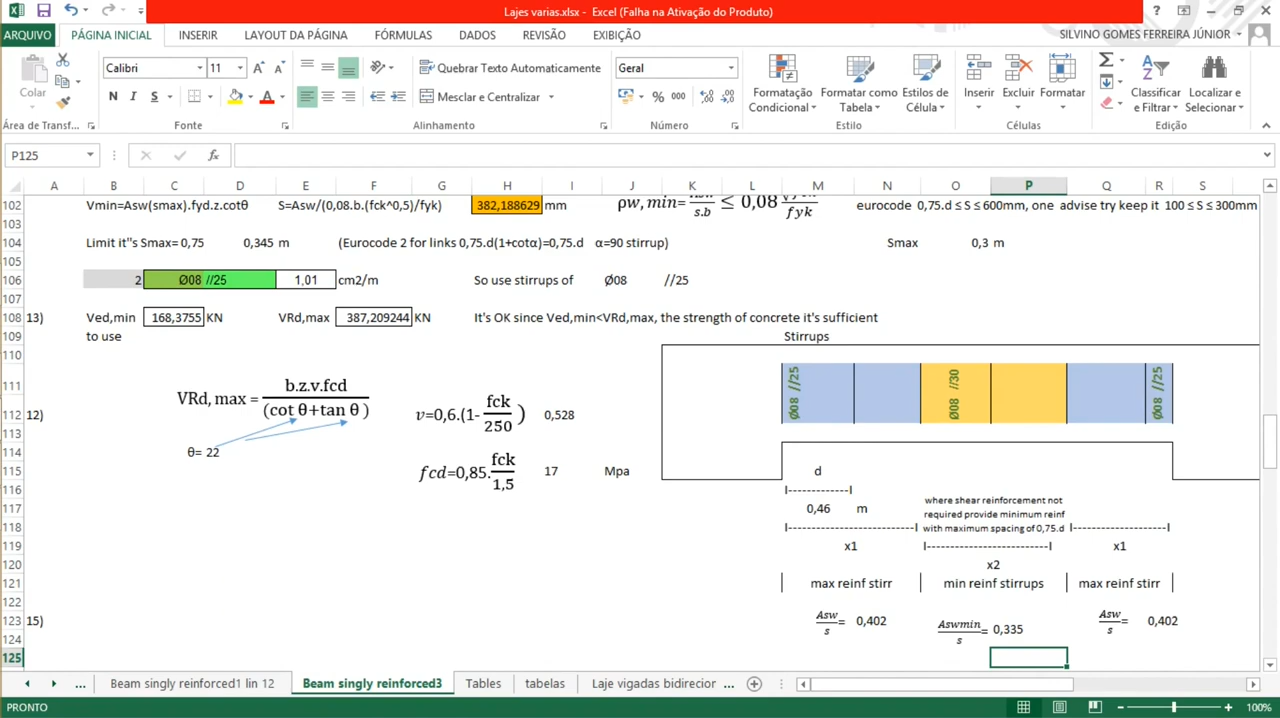 Lajes varias.xlsx - Excel (Falha na Ativação do Produto)
ARQUIVO PÁGINA INICIAL INSERIR LAYOUT DA PÁGINA FÓRMULAS DADOS REVISÃO EXIBIÇÃO SILVINO GOMES FERREIRA JÚNIOR
Colar
Calibri 11
N I S
Quebrar Texto Automaticamente
Mesclar e Centralizar
Geral
% 000
Formatação Condicional
Formatar como Tabela
Estilos de Célula
Inserir Excluir Formatar
Classificar e Filtrar
Localizar e Selecionar
Área de Transf... Fonte Alinhamento Número Estilo Células Edição
P125 fx
A B C D E F G H I J K L M N O P Q R S
102 Vmin=Asw(smax).fyd.z.cotθ S=Asw/(0,08.b.(fck^0,5)/fyk) 382,188629 mm ρw, min= s.b ≤ 0,08 fyk eurocode 0,75.d ≤ S ≤ 600mm, one advise try keep it 100 ≤ S ≤ 300mm
103
104 Limit it"s Smax= 0,75 0,345 m (Eurocode 2 for links 0,75.d(1+cotα)=0,75.d α=90 stirrup) Smax 0,3 m
105
106 2 Ø08 //25 1,01 cm2/m So use stirrups of Ø08 //25
107
108 13) Ved,min 168,3755 KN VRd,max 387,209244 KN It's OK since Ved,min<VRd,max, the strength of concrete it's sufficient
109 to use Stirrups
110
111 VRd, max = b.z.v.fcd / (cot θ+tan θ ) Ø08 //25 Ø08 //30 Ø08 //25
112 12) v=0,6.(1- fck/250 ) 0,528
113
114 θ= 22
115 fcd=0,85. fck/1,5 17 Mpa d
116 |-------------|
117 0,46 m where shear reinforcement not
required provide minimum reinf
118 |------------------| with maximum spacing of 0,75.d |------------------|
119 x1 |------------------| x1
120 x2
121 max reinf stirr min reinf stirrups max reinf stirr
122
123 15) Asw/s= 0,402 Aswmin/s= 0,335 Asw/s= 0,402
124
125
... Beam singly reinforced1 lin 12 Beam singly reinforced3 Tables tabelas Laje vigadas bidirecior ...
PRONTO 100%